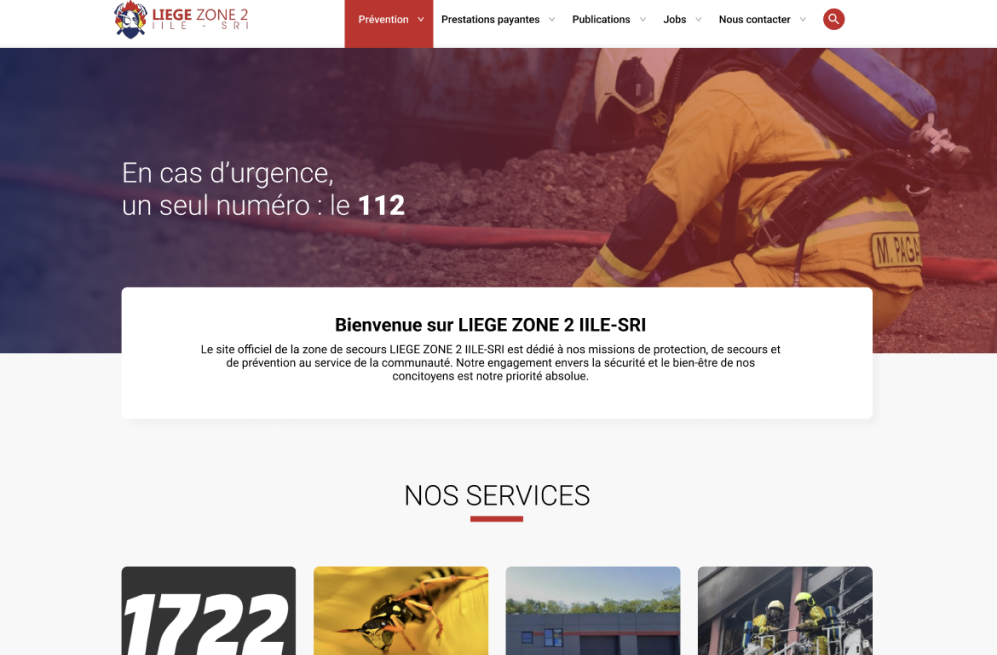 LIEGE ZONE 2
IILE - SRI
Prévention
Prestations payantes
Publications
Jobs
Nous contacter
En cas d'urgence,
un seul numéro : le 112
M. PAGA
Bienvenue sur LIEGE ZONE 2 IILE-SRI
Le site officiel de la zone de secours LIEGE ZONE 2 IILE-SRI est dédié à nos missions de protection, de secours et
de prévention au service de la communauté. Notre engagement envers la sécurité et le bien-être de nos
concitoyens est notre priorité absolue.
NOS SERVICES
1722